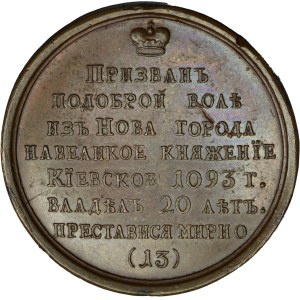 ПРИЗВАНЪ
ПОДОБРОЙ ВОЛѢ
ИЗЪ НОВА ГОРОДА
НАВЕЛИКОЕ КНЯЖЕНІЕ
КІЕВСКОЕ 1093 Г.
ВЛАДѢЛЪ 20 ЛѢТЪ.
ПРЕСТАВИСЯ МИРНО
(13)